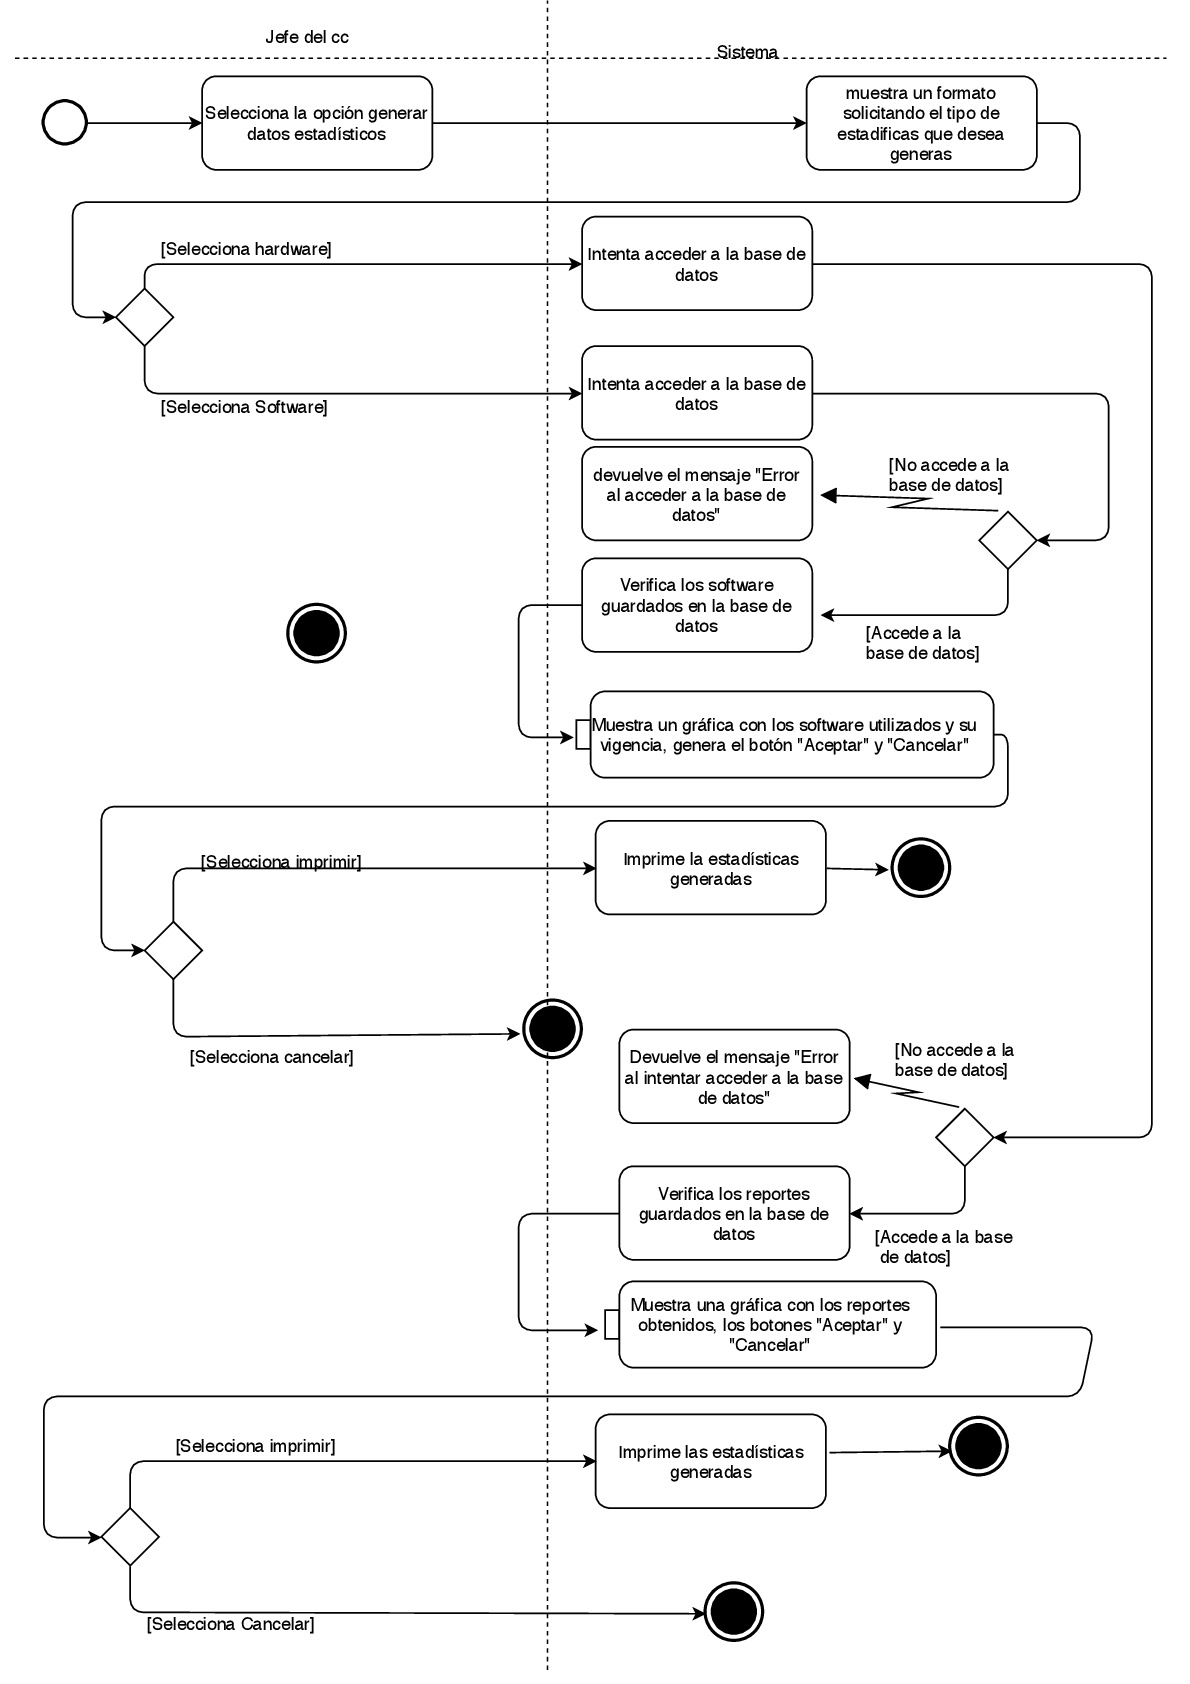 Jefe del cc
Sistema
Selecciona la opción generar
datos estadísticos
muestra un formato
solicitando el tipo de
estadificas que desea
generas
[Selecciona hardware]
Intenta acceder a la base de
datos
Intenta acceder a la base de
datos
[Selecciona Software]
[No accede a la
base de datos]
devuelve el mensaje "Error
al acceder a la base de
datos"
Verifica los software
guardados en la base de
datos
[Accede a la
base de datos]
Muestra un gráfica con los software utilizados y su
vigencia, genera el botón "Aceptar" y "Cancelar"
[Selecciona imprimir]
Imprime la estadísticas
generadas
[Selecciona cancelar]
Devuelve el mensaje "Error
al intentar acceder a la base
de datos"
[No accede a la
base de datos]
Verifica los reportes
guardados en la base de
datos
[Accede a la base
de datos]
Muestra una gráfica con los reportes
obtenidos, los botones "Aceptar" y
"Cancelar"
[Selecciona imprimir]
Imprime las estadísticas
generadas
[Selecciona Cancelar]